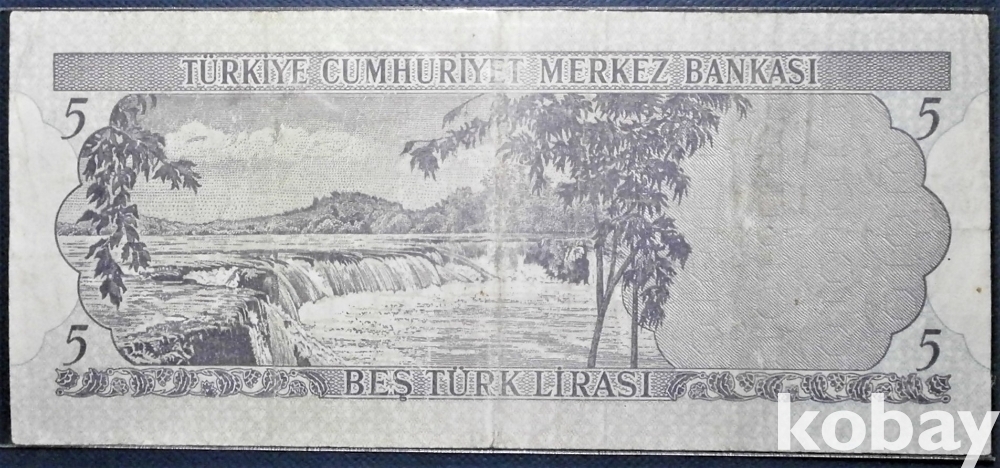 TÜRKİYE CUMHURİYET MERKEZ BANKASI
5 5
5 5
BEŞ TÜRK LİRASI
kobay